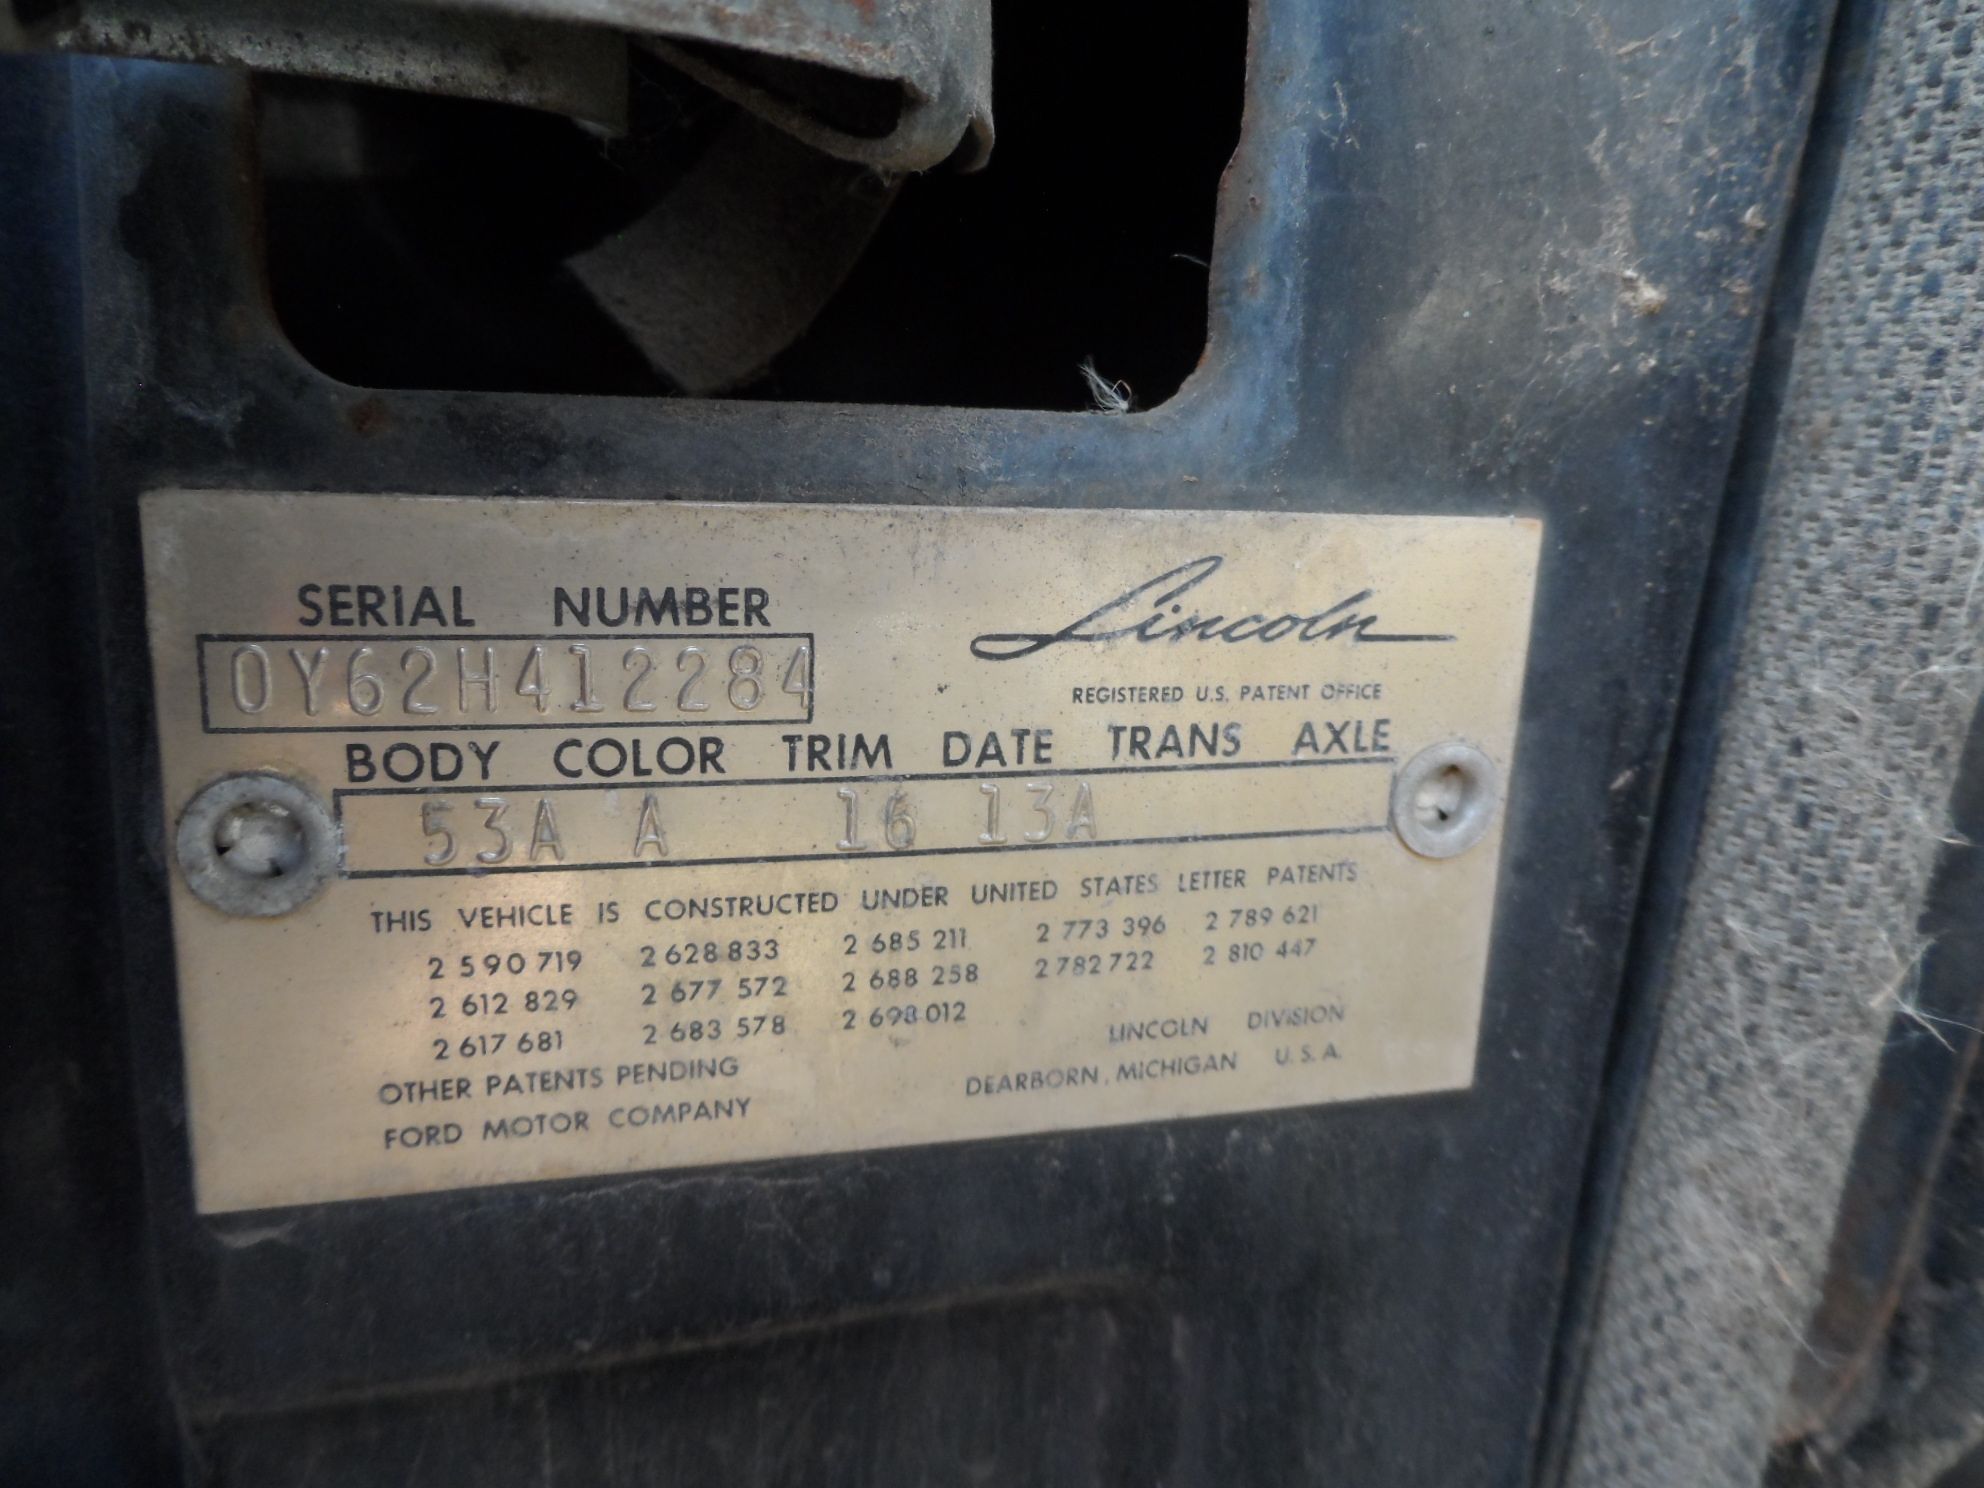 SERIAL NUMBER
Lincoln
0Y62H412284
REGISTERED U.S. PATENT OFFICE
BODY COLOR TRIM DATE TRANS AXLE
53A A 16 13A
THIS VEHICLE IS CONSTRUCTED UNDER UNITED STATES LETTER PATENTS
2 590 719 2 628 833 2 685 211 2 773 396 2 789 621
2 612 829 2 677 572 2 688 258 2 782 722 2 810 447
2 617 681 2 683 578 2 698 012
OTHER PATENTS PENDING
LINCOLN DIVISION
FORD MOTOR COMPANY
DEARBORN, MICHIGAN U.S.A.